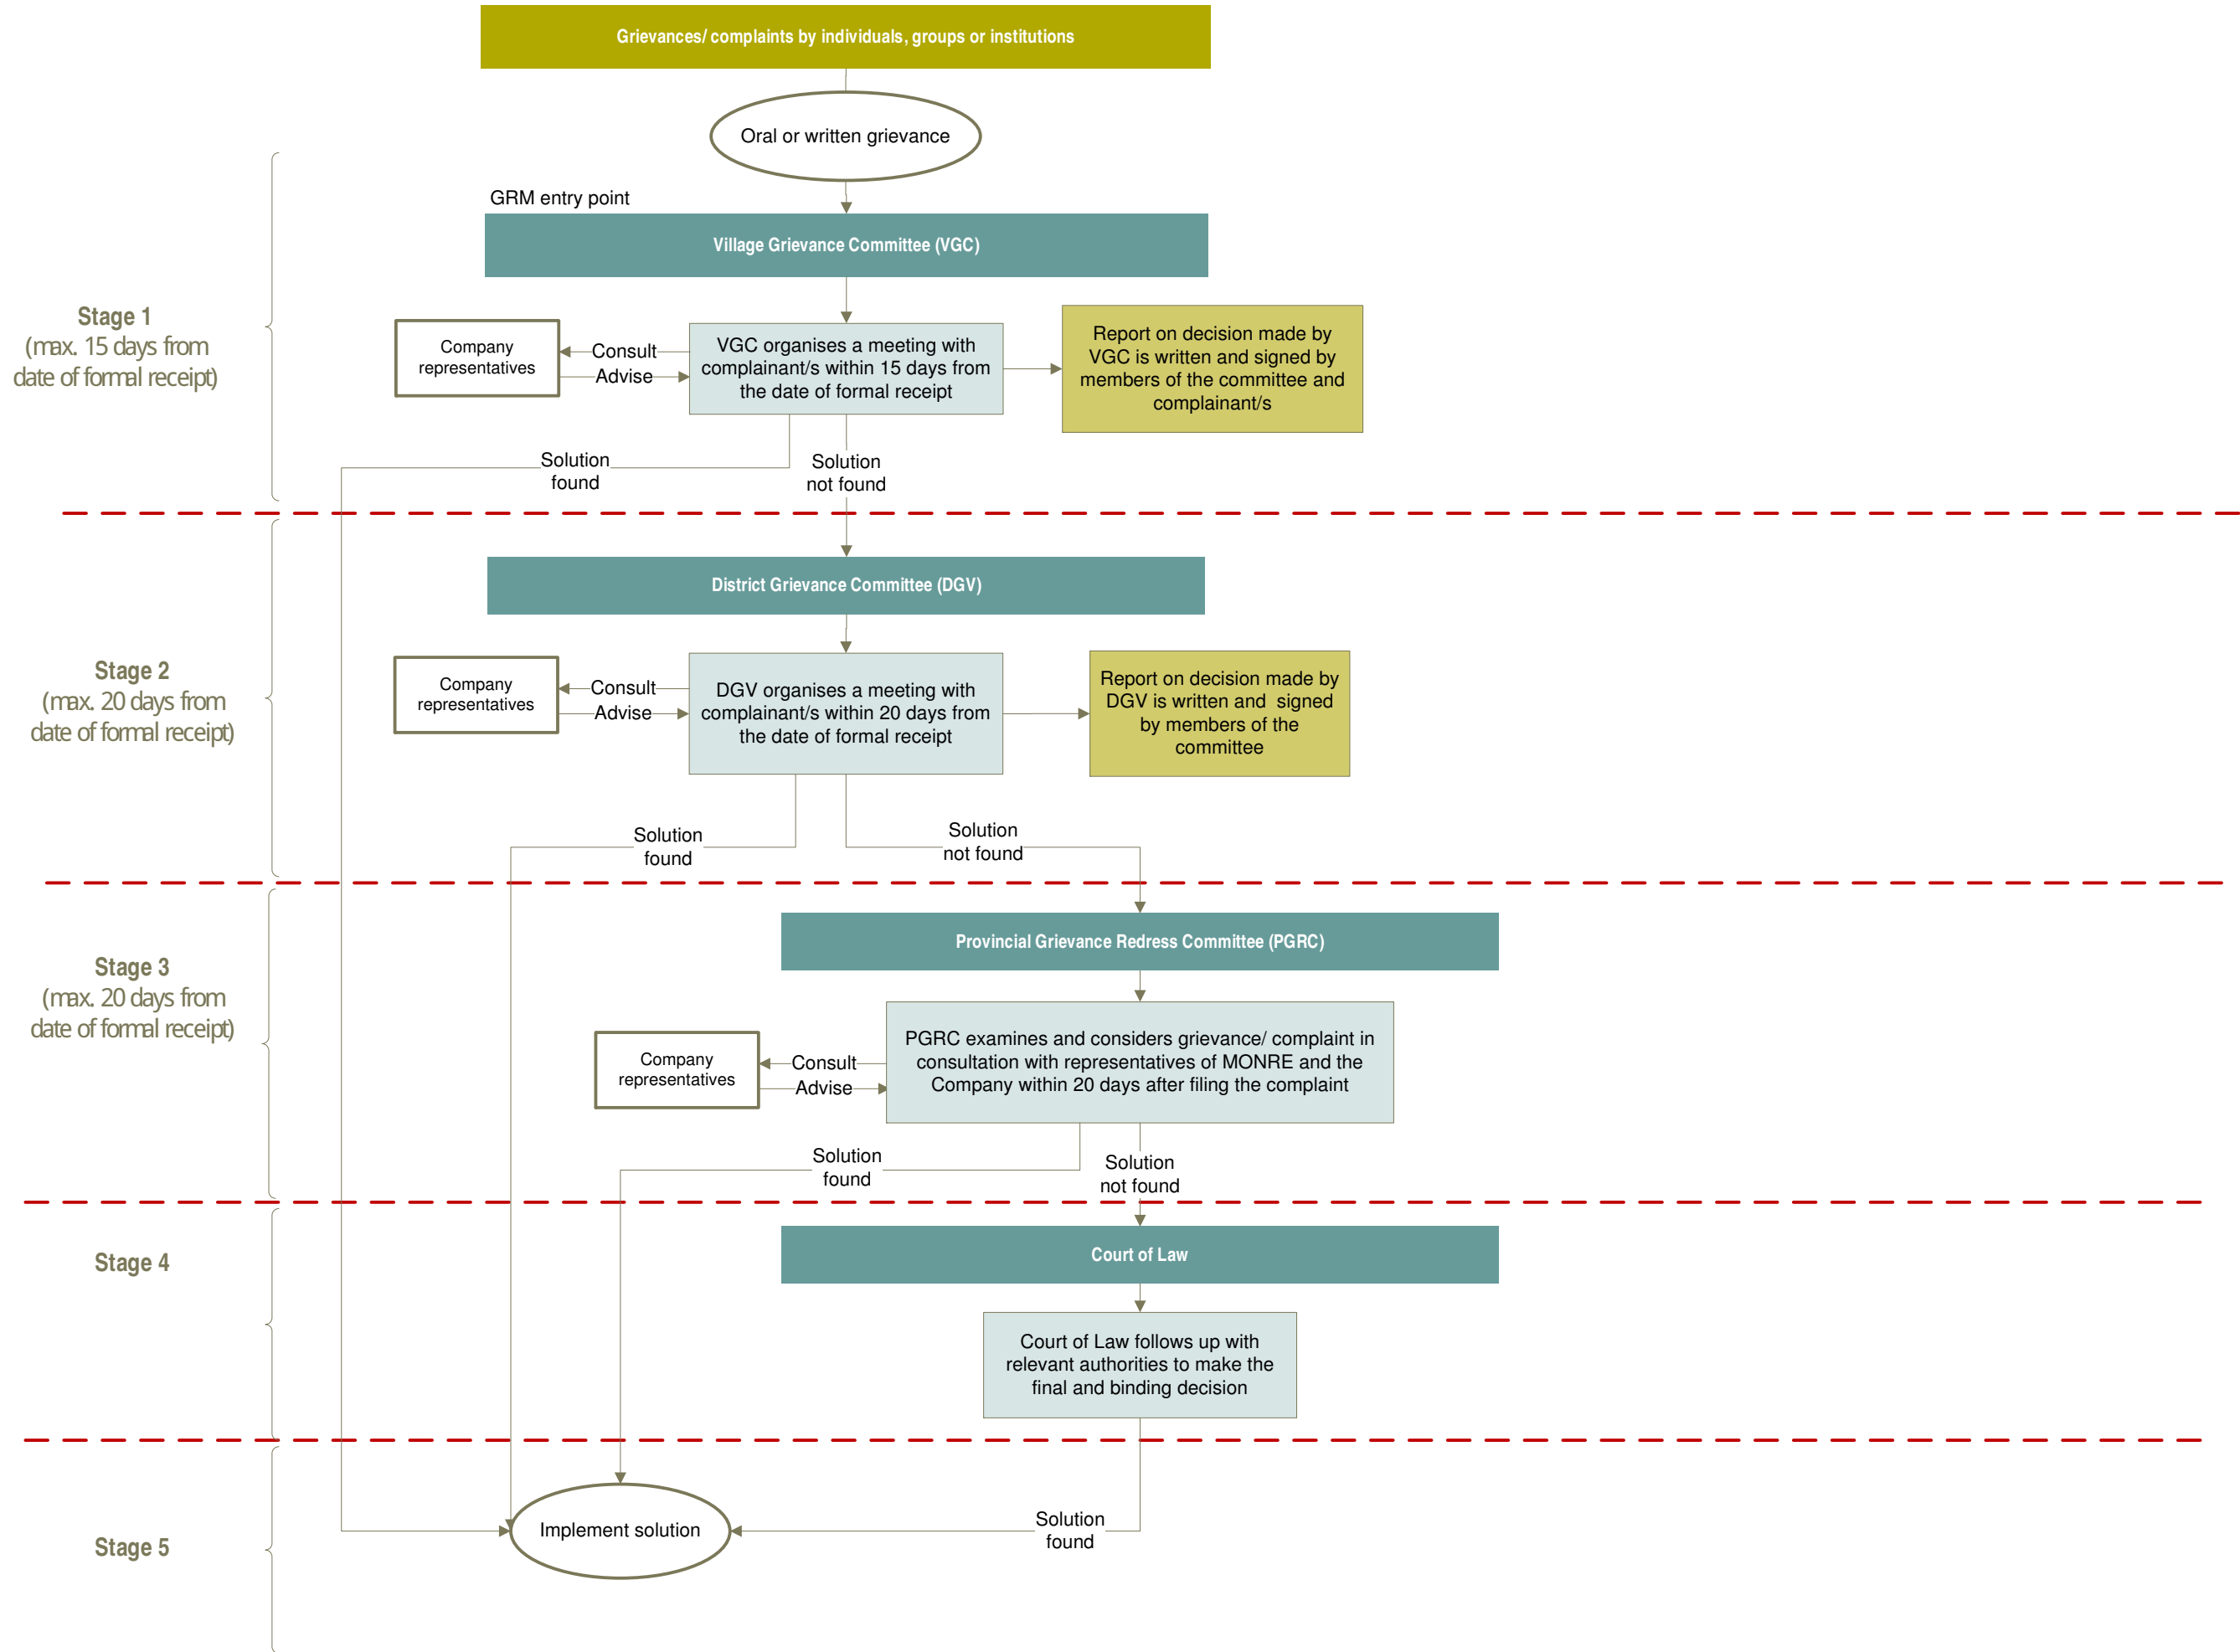 Grievances/ complaints by individuals, groups or institutions
Oral or written grievance
GRM entry point
Village Grievance Committee (VGC)
Stage 1
(max. 15 days from
date of formal receipt)
Company
representatives
Consult
Advise
VGC organises a meeting with
complainant/s within 15 days from
the date of formal receipt
Report on decision made by
VGC is written and signed by
members of the committee and
complainant/s
Solution
found
Solution
not found
District Grievance Committee (DGV)
Stage 2
(max. 20 days from
date of formal receipt)
Company
representatives
Consult
Advise
DGV organises a meeting with
complainant/s within 20 days from
the date of formal receipt
Report on decision made by
DGV is written and  signed
by members of the
committee
Solution
found
Solution
not found
Provincial Grievance Redress Committee (PGRC)
Stage 3
(max. 20 days from
date of formal receipt)
Company
representatives
Consult
Advise
PGRC examines and considers grievance/ complaint in
consultation with representatives of MONRE and the
Company within 20 days after filing the complaint
Solution
found
Solution
not found
Stage 4
Court of Law
Court of Law follows up with
relevant authorities to make the
final and binding decision
Stage 5
Implement solution
Solution
found